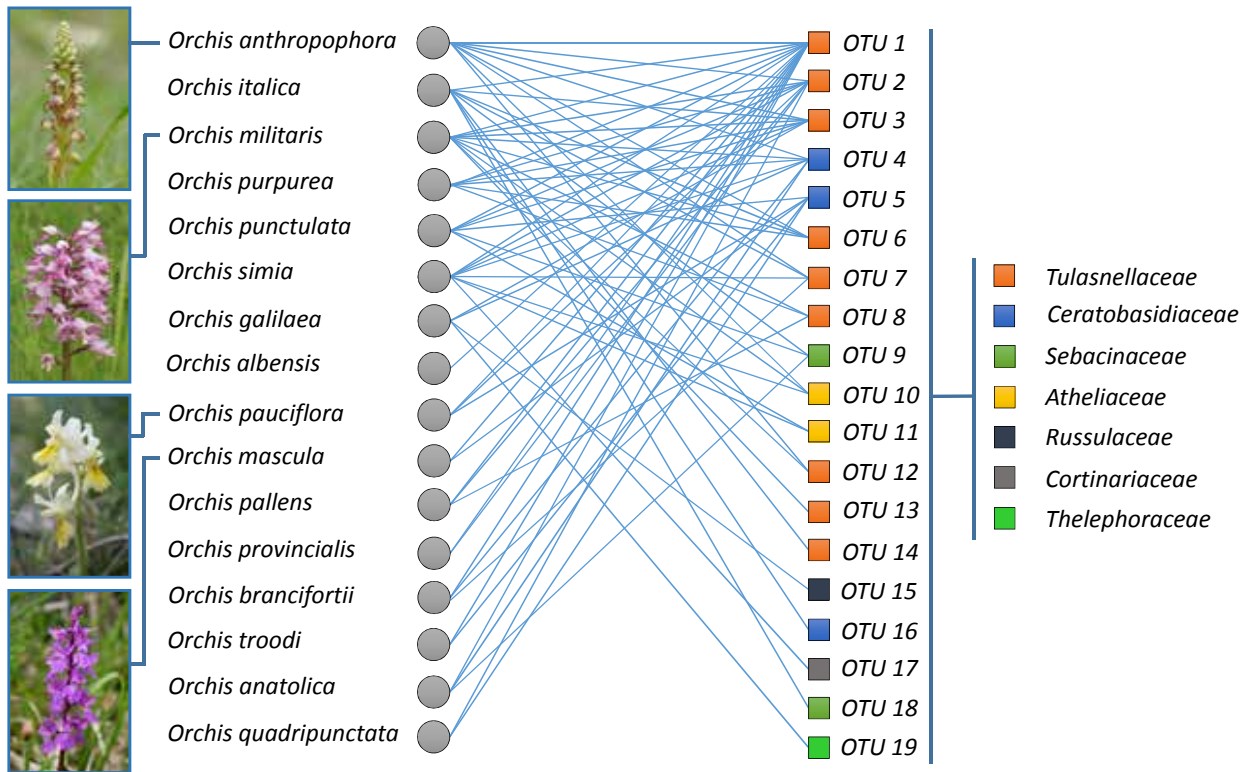 Orchis anthropophora
Orchis italica
Orchis militaris
Orchis purpurea
Orchis punctulata
Orchis simia
Orchis galilaea
Orchis albensis
Orchis pauciflora
Orchis mascula
Orchis pallens
Orchis provincialis
Orchis brancifortii
Orchis troodi
Orchis anatolica
Orchis quadripunctata
OTU 1
OTU 2
OTU 3
OTU 4
OTU 5
OTU 6
OTU 7
OTU 8
OTU 9
OTU 10
OTU 11
OTU 12
OTU 13
OTU 14
OTU 15
OTU 16
OTU 17
OTU 18
OTU 19
Tulasnellaceae
Ceratobasidiaceae
Sebacinaceae
Atheliaceae
Russulaceae
Cortinariaceae
Thelephoraceae